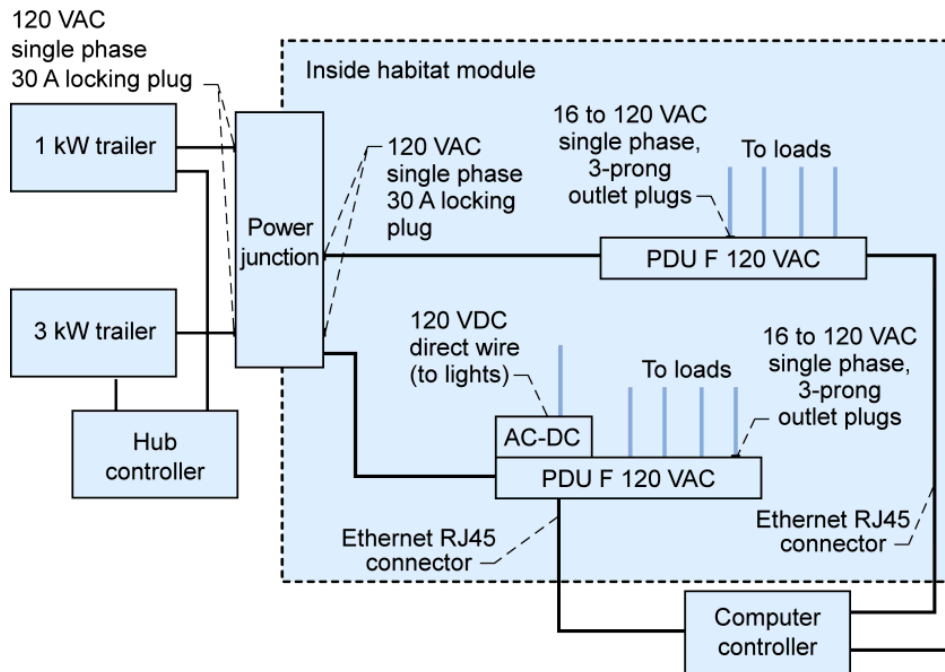 120 VAC
single phase
30 A locking plug
Inside habitat module
1 kW trailer
3 kW trailer
Hub
controller
Power
junction
120 VAC
single phase
30 A locking
plug
16 to 120 VAC
single phase,
3-prong
outlet plugs
To loads
PDU F 120 VAC
120 VDC
direct wire
(to lights)
To loads
16 to 120 VAC
single phase,
3-prong
outlet plugs
AC-DC
PDU F 120 VAC
Ethernet RJ45
connector
Ethernet RJ45
connector
Computer
controller